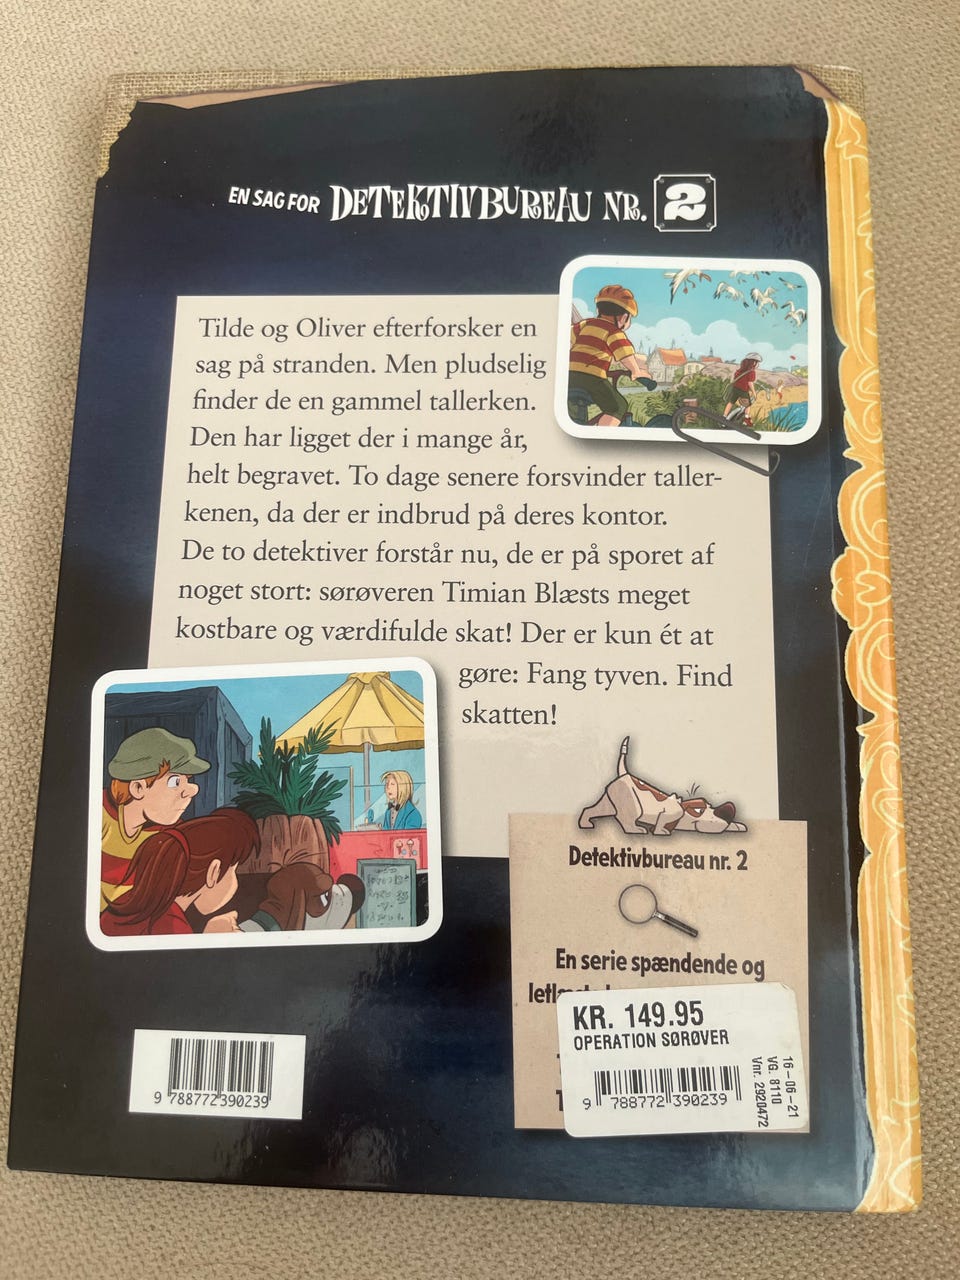 EN SAG FOR DETEKTIVBUREAU NR. 2
Tilde og Oliver efterforsker en
sag på stranden. Men pludselig
finder de en gammel tallerken.
Den har ligget der i mange år,
helt begravet. To dage senere forsvinder taller-
kenen, da der er indbrud på deres kontor.
De to detektiver forstår nu, de er på sporet af
noget stort: sørøveren Timian Blæsts meget
kostbare og værdifulde skat! Der er kun ét at
gøre: Fang tyven. Find
skatten!
Detektivbureau nr. 2
En serie spændende og
KR. 149.95
OPERATION SØRØVER
9 788772 390239
16-06-21
VG. 8110
Vnr. 2920472
9 788772 390239